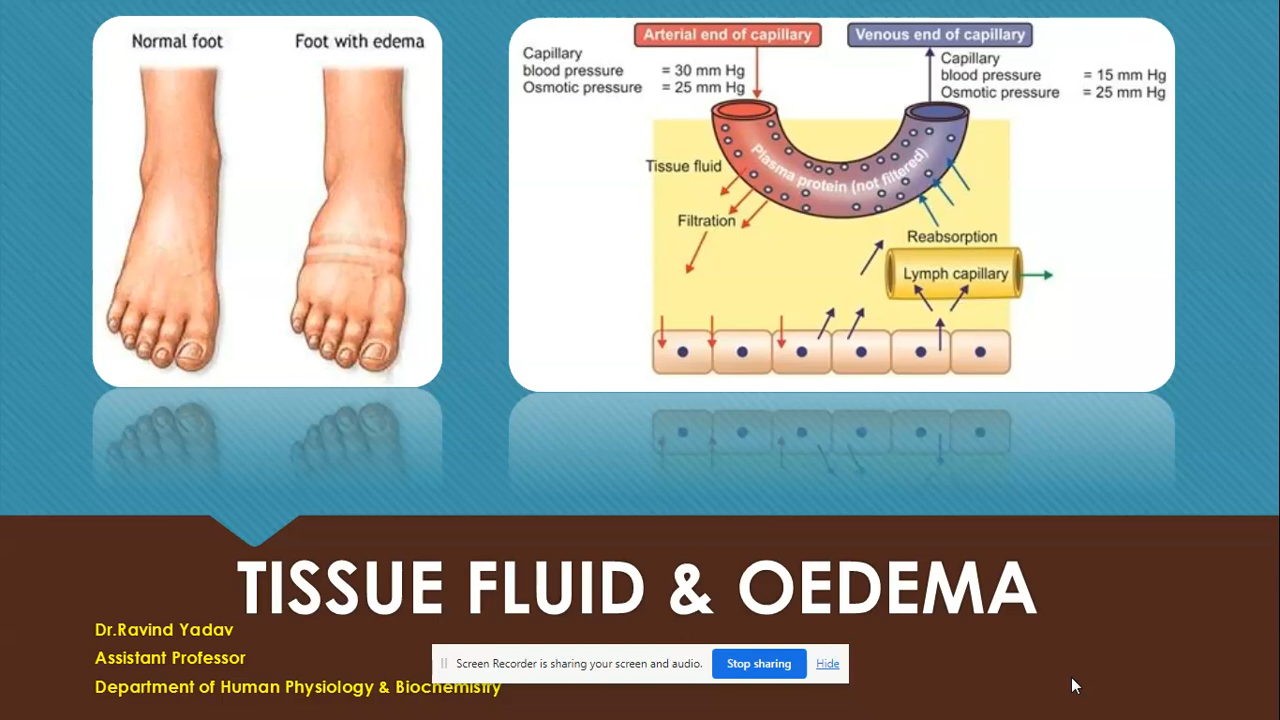 Normal foot
Foot with edema
Arterial end of capillary
Venous end of capillary
Capillary
blood pressure = 30 mm Hg
Osmotic pressure = 25 mm Hg
Capillary
blood pressure = 15 mm Hg
Osmotic pressure = 25 mm Hg
Plasma protein (not filtered)
Tissue fluid
Filtration
Reabsorption
Lymph capillary
TISSUE FLUID & OEDEMA
Dr.Ravind Yadav
Assistant Professor
Department of Human Physiology & Biochemistry
Screen Recorder is sharing your screen and audio.
Stop sharing
Hide